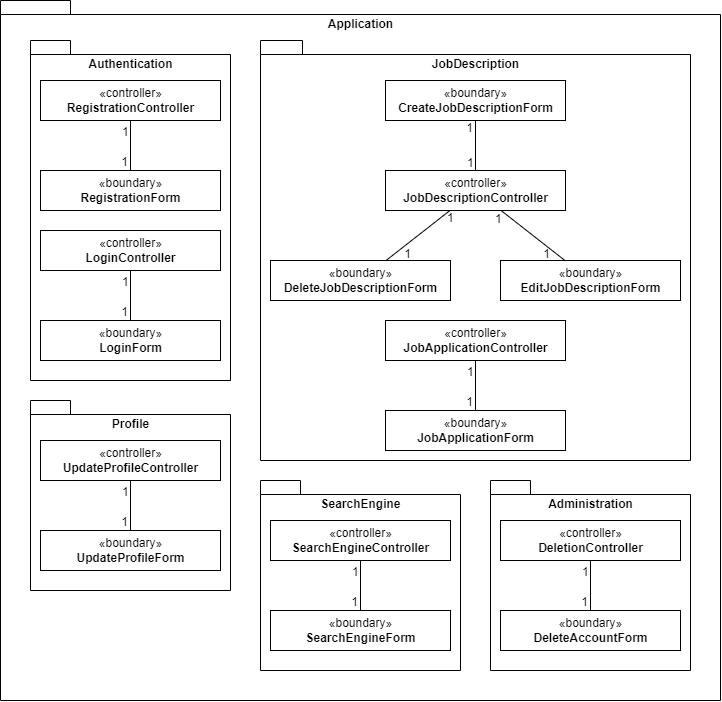 Application
Authentication
«controller»
RegistrationController
1
1
«boundary»
RegistrationForm
«controller»
LoginController
1
1
«boundary»
LoginForm
JobDescription
«boundary»
CreateJobDescriptionForm
1
1
«controller»
JobDescriptionController
1
1
1
1
«boundary»
DeleteJobDescriptionForm
«boundary»
EditJobDescriptionForm
«controller»
JobApplicationController
1
1
«boundary»
JobApplicationForm
Profile
«controller»
UpdateProfileController
1
1
«boundary»
UpdateProfileForm
SearchEngine
«controller»
SearchEngineController
1
1
«boundary»
SearchEngineForm
Administration
«controller»
DeletionController
1
1
«boundary»
DeleteAccountForm